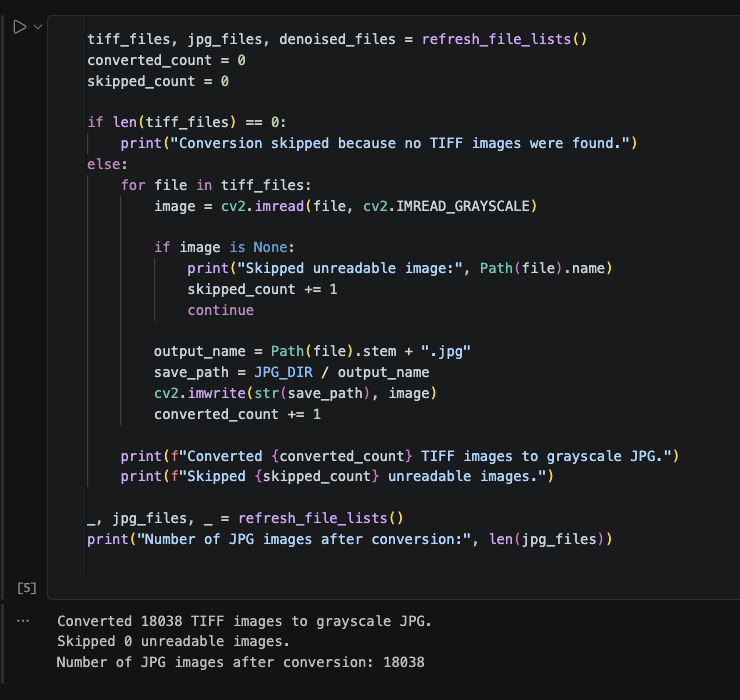 tiff_files, jpg_files, denoised_files = refresh_file_lists()
converted_count = 0
skipped_count = 0
if len(tiff_files) == 0:
print("Conversion skipped because no TIFF images were found.")
else:
for file in tiff_files:
image = cv2.imread(file, cv2.IMREAD_GRAYSCALE)
if image is None:
print("Skipped unreadable image:", Path(file).name)
skipped_count += 1
continue
output_name = Path(file).stem + ".jpg"
save_path = JPG_DIR / output_name
cv2.imwrite(str(save_path), image)
converted_count += 1
print(f"Converted {converted_count} TIFF images to grayscale JPG.")
print(f"Skipped {skipped_count} unreadable images.")
_, jpg_files, _ = refresh_file_lists()
print("Number of JPG images after conversion:", len(jpg_files))
[5]
... Converted 18038 TIFF images to grayscale JPG.
Skipped 0 unreadable images.
Number of JPG images after conversion: 18038